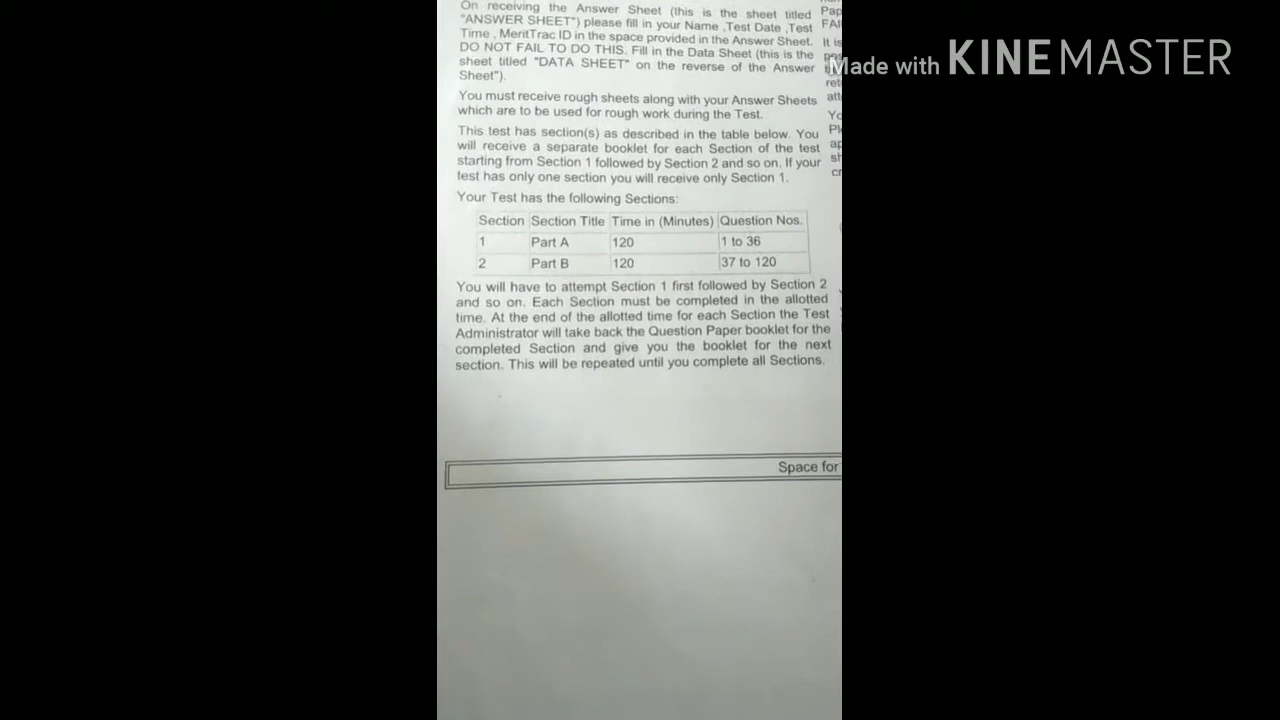 On receiving the Answer Sheet (this is the sheet titled
"ANSWER SHEET") please fill in your Name ,Test Date ,Test
Time , MeritTrac ID in the space provided in the Answer Sheet.
DO NOT FAIL TO DO THIS. Fill in the Data Sheet (this is the
sheet titled "DATA SHEET" on the reverse of the Answer
Sheet").
You must receive rough sheets along with your Answer Sheets
which are to be used for rough work during the Test.
This test has section(s) as described in the table below. You
will receive a separate booklet for each Section of the test
starting from Section 1 followed by Section 2 and so on. If your
test has only one section you will receive only Section 1.
Your Test has the following Sections:
Section Section Title Time in (Minutes) Question Nos.
1 Part A 120 1 to 36
2 Part B 120 37 to 120
You will have to attempt Section 1 first followed by Section 2
and so on. Each Section must be completed in the allotted
time. At the end of the allotted time for each Section the Test
Administrator will take back the Question Paper booklet for the
completed Section and give you the booklet for the next
section. This will be repeated until you complete all Sections.
Space for
Made with KINEMASTER